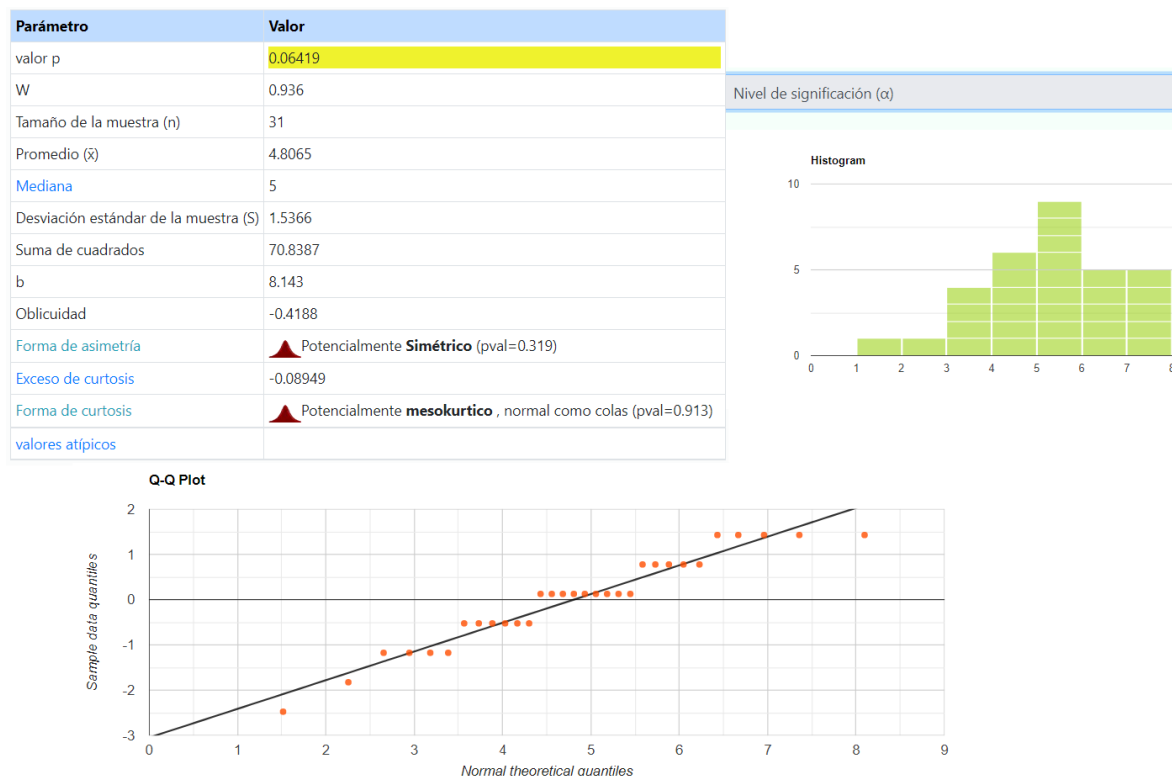 Parámetro Valor
valor p 0.06419
W 0.936
Tamaño de la muestra (n) 31
Promedio (x̄) 4.8065
Mediana 5
Desviación estándar de la muestra (S) 1.5366
Suma de cuadrados 70.8387
b 8.143
Oblicuidad -0.4188
Forma de asimetría Potencialmente Simétrico (pval=0.319)
Exceso de curtosis -0.08949
Forma de curtosis Potencialmente mesokurtico , normal como colas (pval=0.913)
valores atípicos
Nivel de significación (α)
Histogram
10
5
0
0 1 2 3 4 5 6 7 8
Q-Q Plot
Sample data quantiles
2
1
0
-1
-2
-3
0 1 2 3 4 5 6 7 8 9
Normal theoretical quantiles